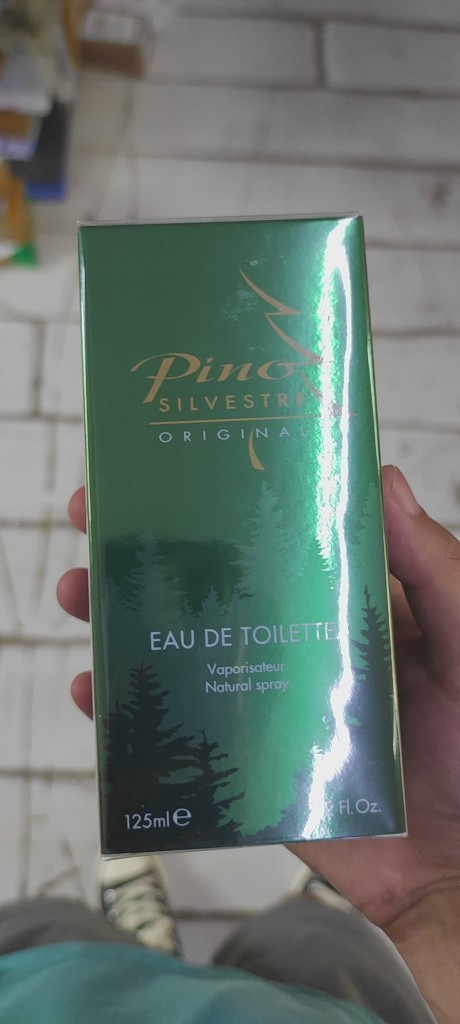 Pino
SILVESTRE
ORIGINAL
EAU DE TOILETTE
Vaporisateur
Natural spray
125ml e
Fl. Oz.